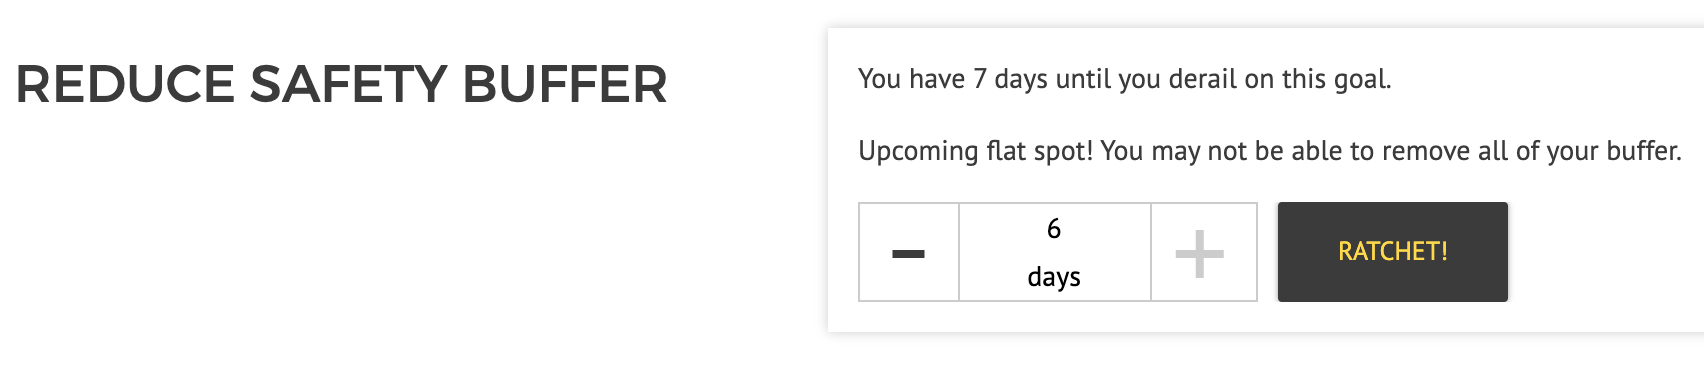 REDUCE SAFETY BUFFER
You have 7 days until you derail on this goal.
Upcoming flat spot! You may not be able to remove all of your buffer.
− 6 +
days
RATCHET!